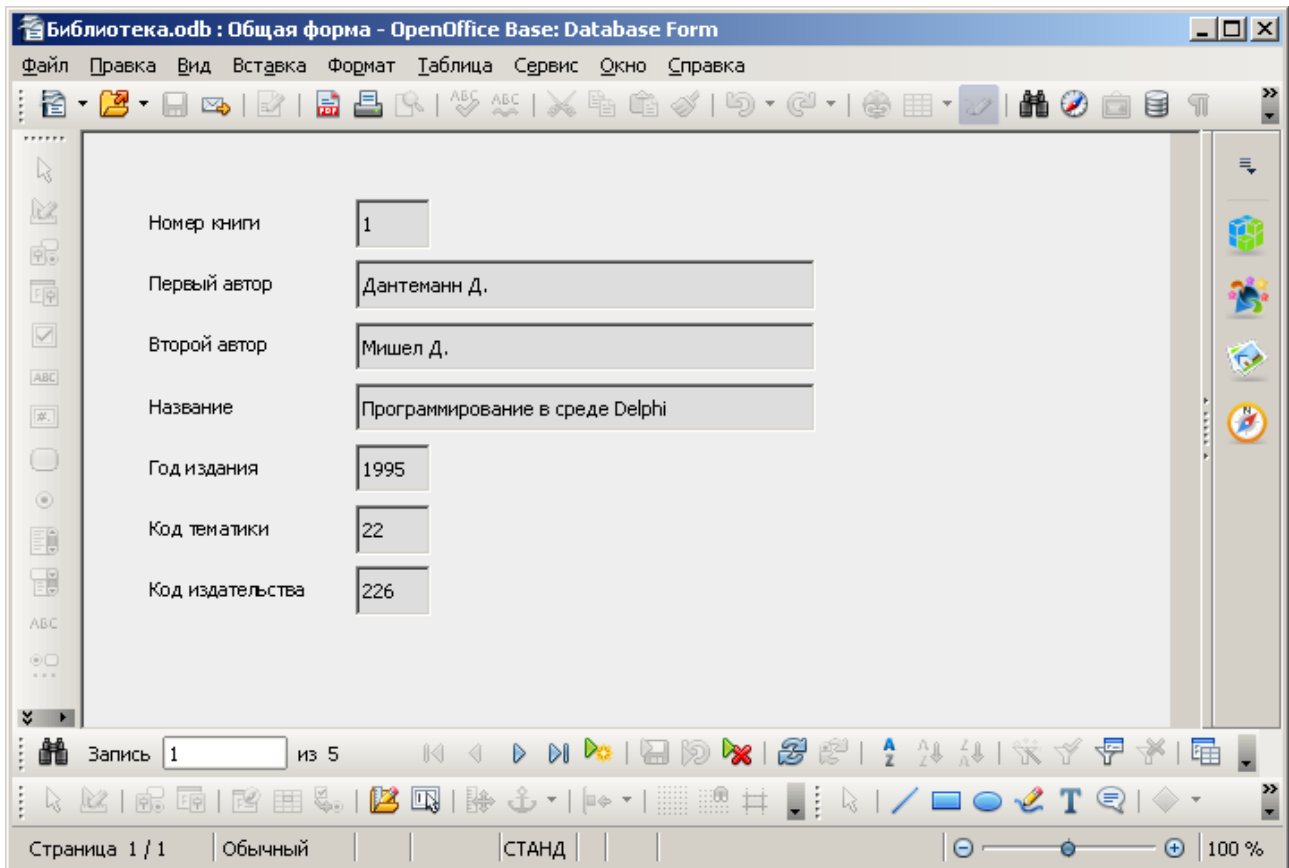 Библиотека.odb : Общая форма - OpenOffice Base: Database Form
Файл Правка Вид Вставка Формат Таблица Сервис Окно Справка
Номер книги 1
Первый автор Дантеманн Д.
Второй автор Мишел Д.
Название Программирование в среде Delphi
Год издания 1995
Код тематики 22
Код издательства 226
Запись 1 из 5
Страница 1 / 1 Обычный СТАНД 100 %